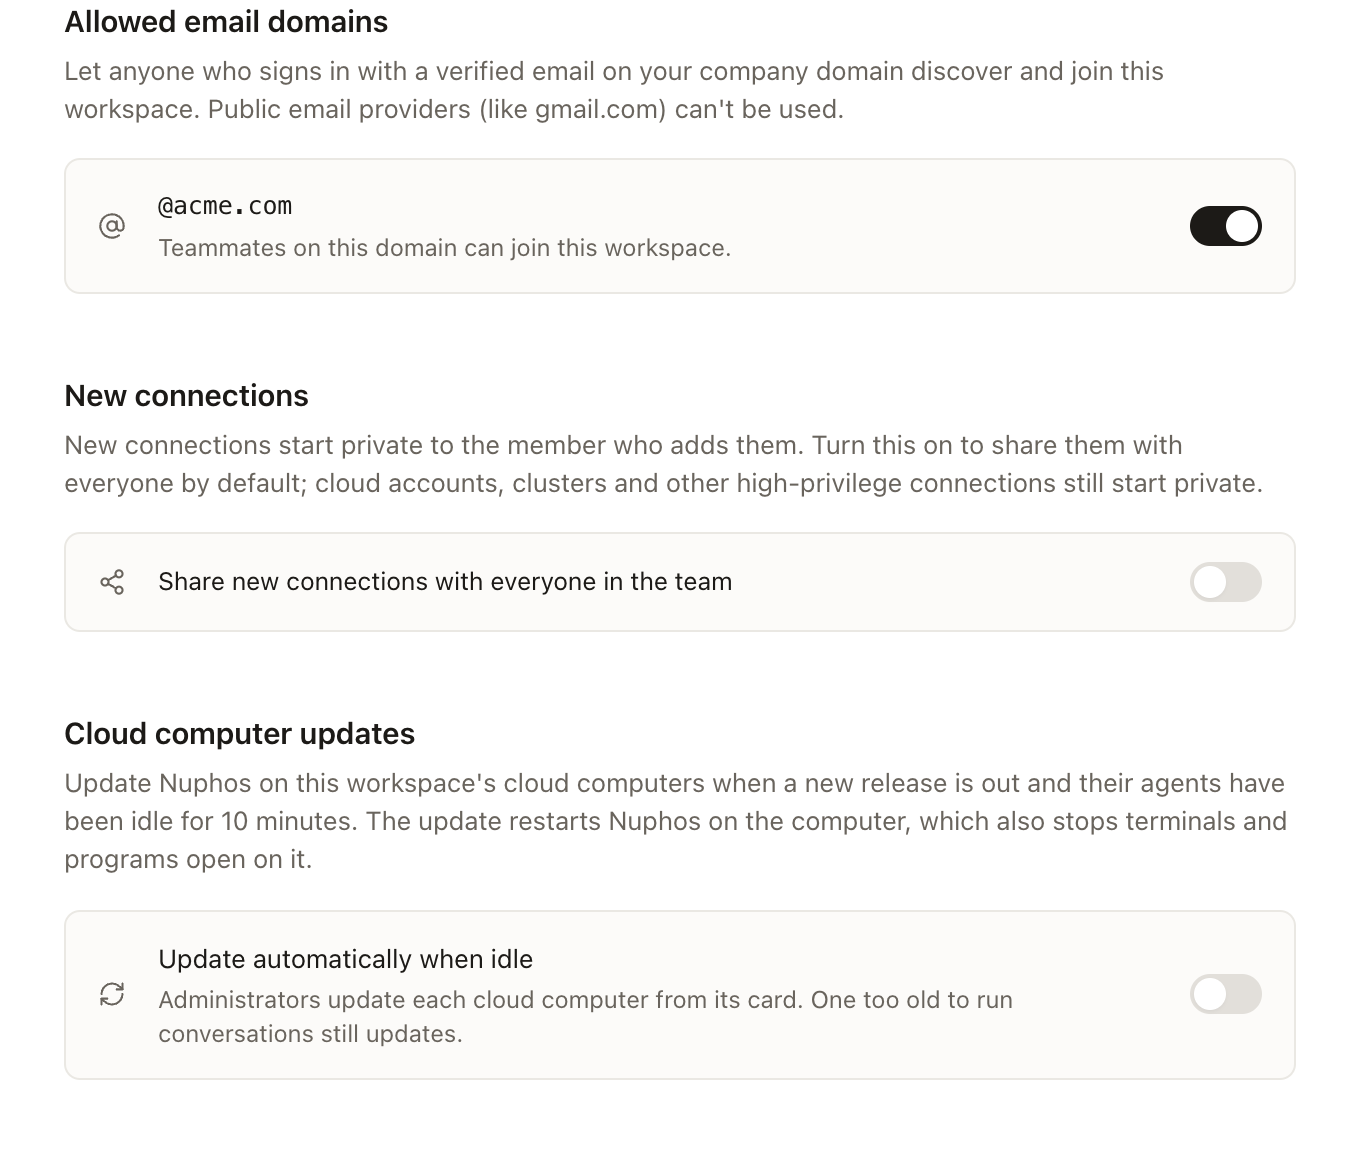 Allowed email domains
Let anyone who signs in with a verified email on your company domain discover and join this
workspace. Public email providers (like gmail.com) can't be used.
@acme.com
Teammates on this domain can join this workspace.
New connections
New connections start private to the member who adds them. Turn this on to share them with
everyone by default; cloud accounts, clusters and other high-privilege connections still start private.
Share new connections with everyone in the team
Cloud computer updates
Update Nuphos on this workspace's cloud computers when a new release is out and their agents have
been idle for 10 minutes. The update restarts Nuphos on the computer, which also stops terminals and
programs open on it.
Update automatically when idle
Administrators update each cloud computer from its card. One too old to run
conversations still updates.